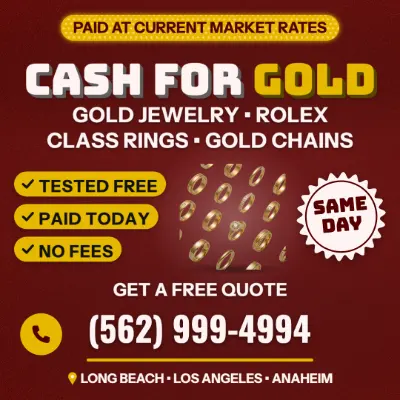 PAID AT CURRENT MARKET RATES
CASH FOR GOLD
GOLD JEWELRY ▪ ROLEX
CLASS RINGS ▪ GOLD CHAINS
TESTED FREE
PAID TODAY
NO FEES
SAME
DAY
GET A FREE QUOTE
(562) 999-4994
LONG BEACH ▪ LOS ANGELES ▪ ANAHEIM